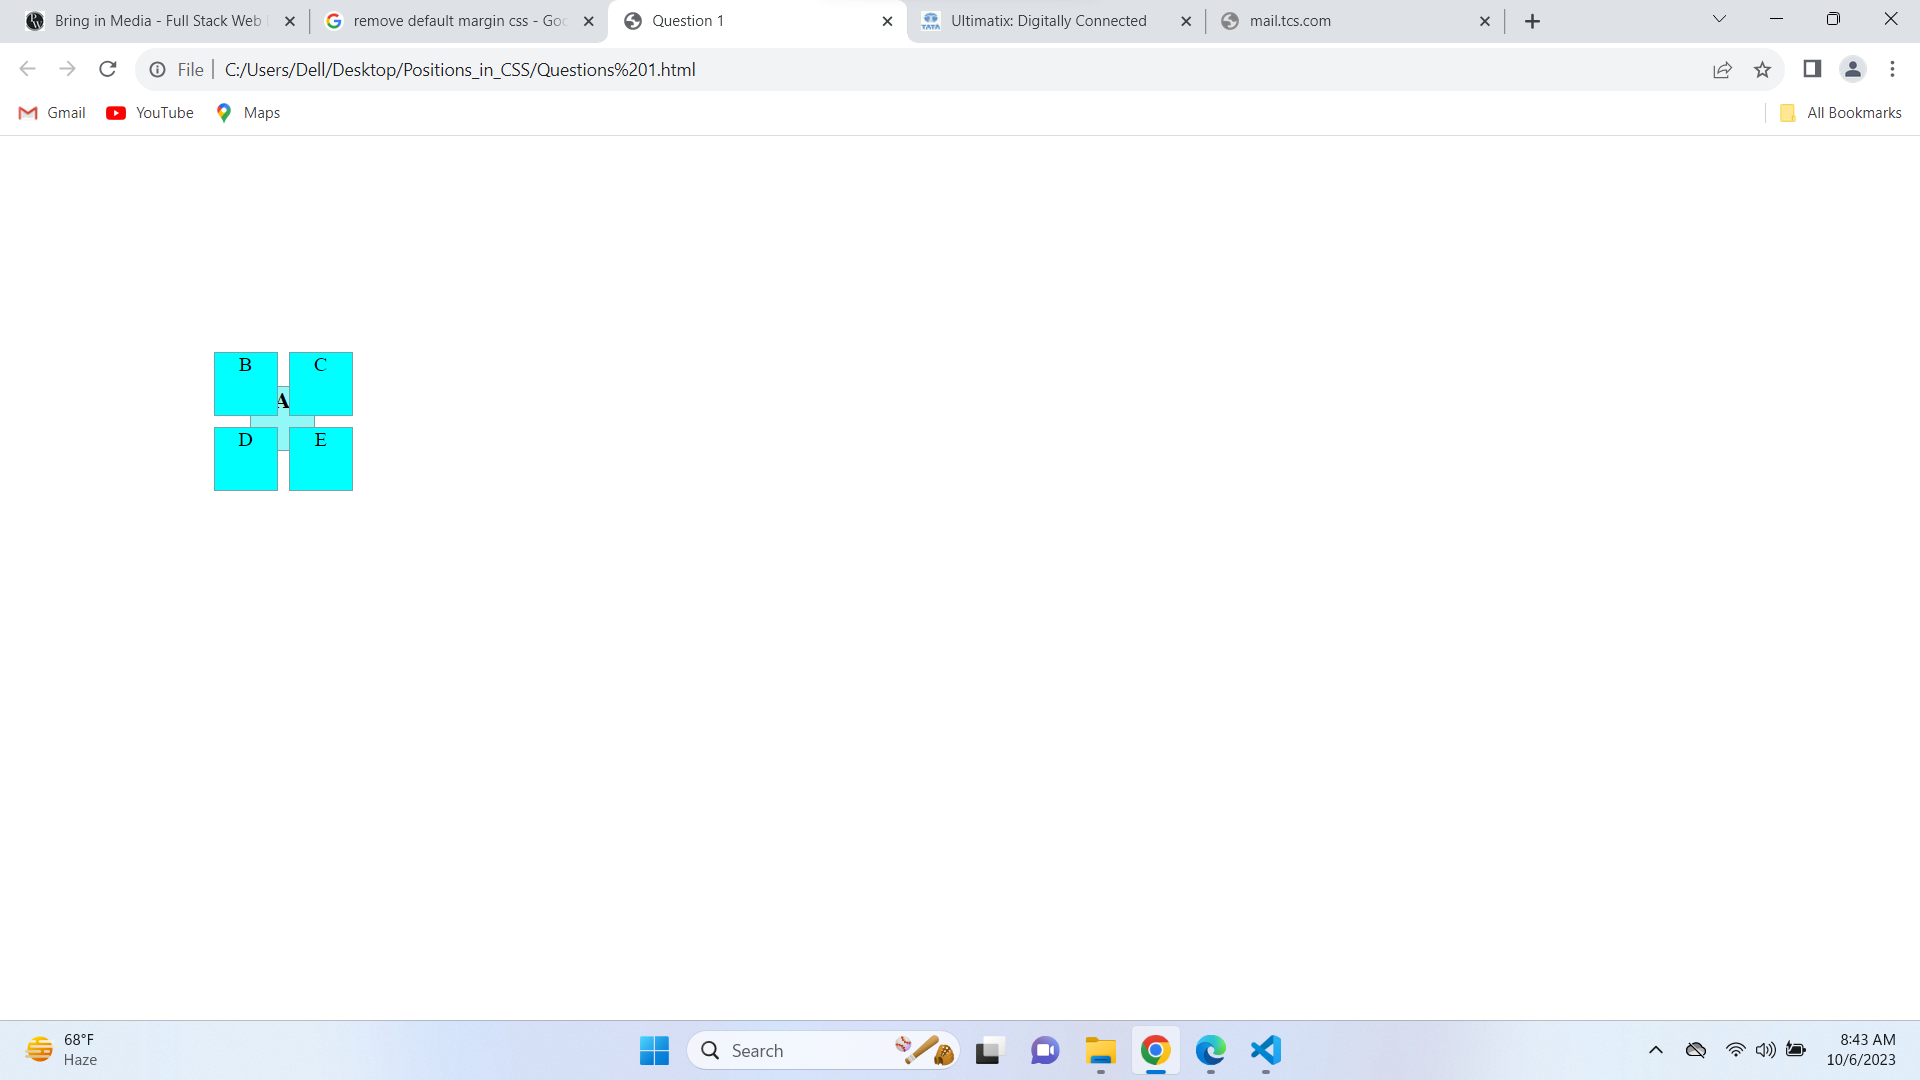 Bring in Media - Full Stack Web
remove default margin css - Goo
Question 1
Ultimatix: Digitally Connected
mail.tcs.com
File
C:/Users/Dell/Desktop/Positions_in_CSS/Questions%201.html
Gmail
YouTube
Maps
All Bookmarks
B
C
A
D
E
68°F
Haze
Search
8:43 AM
10/6/2023